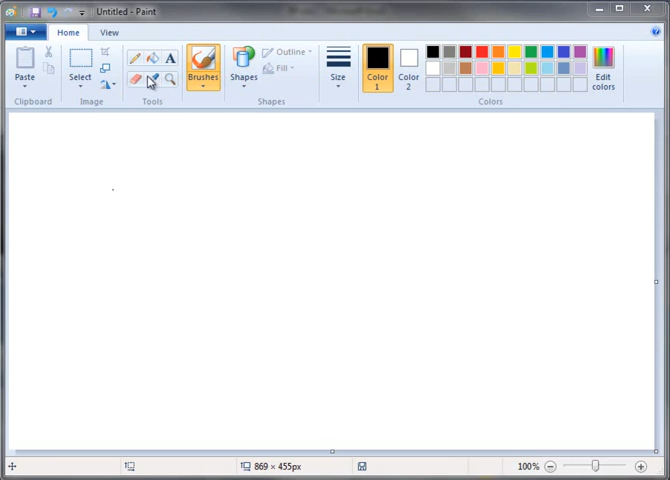 Untitled - Paint
Home
View
Paste
Select
A
Brushes
Shapes
Outline
Fill
Size
Color
1
Color
2
Edit
colors
Clipboard
Image
Tools
Shapes
Colors
869 × 455px
100%